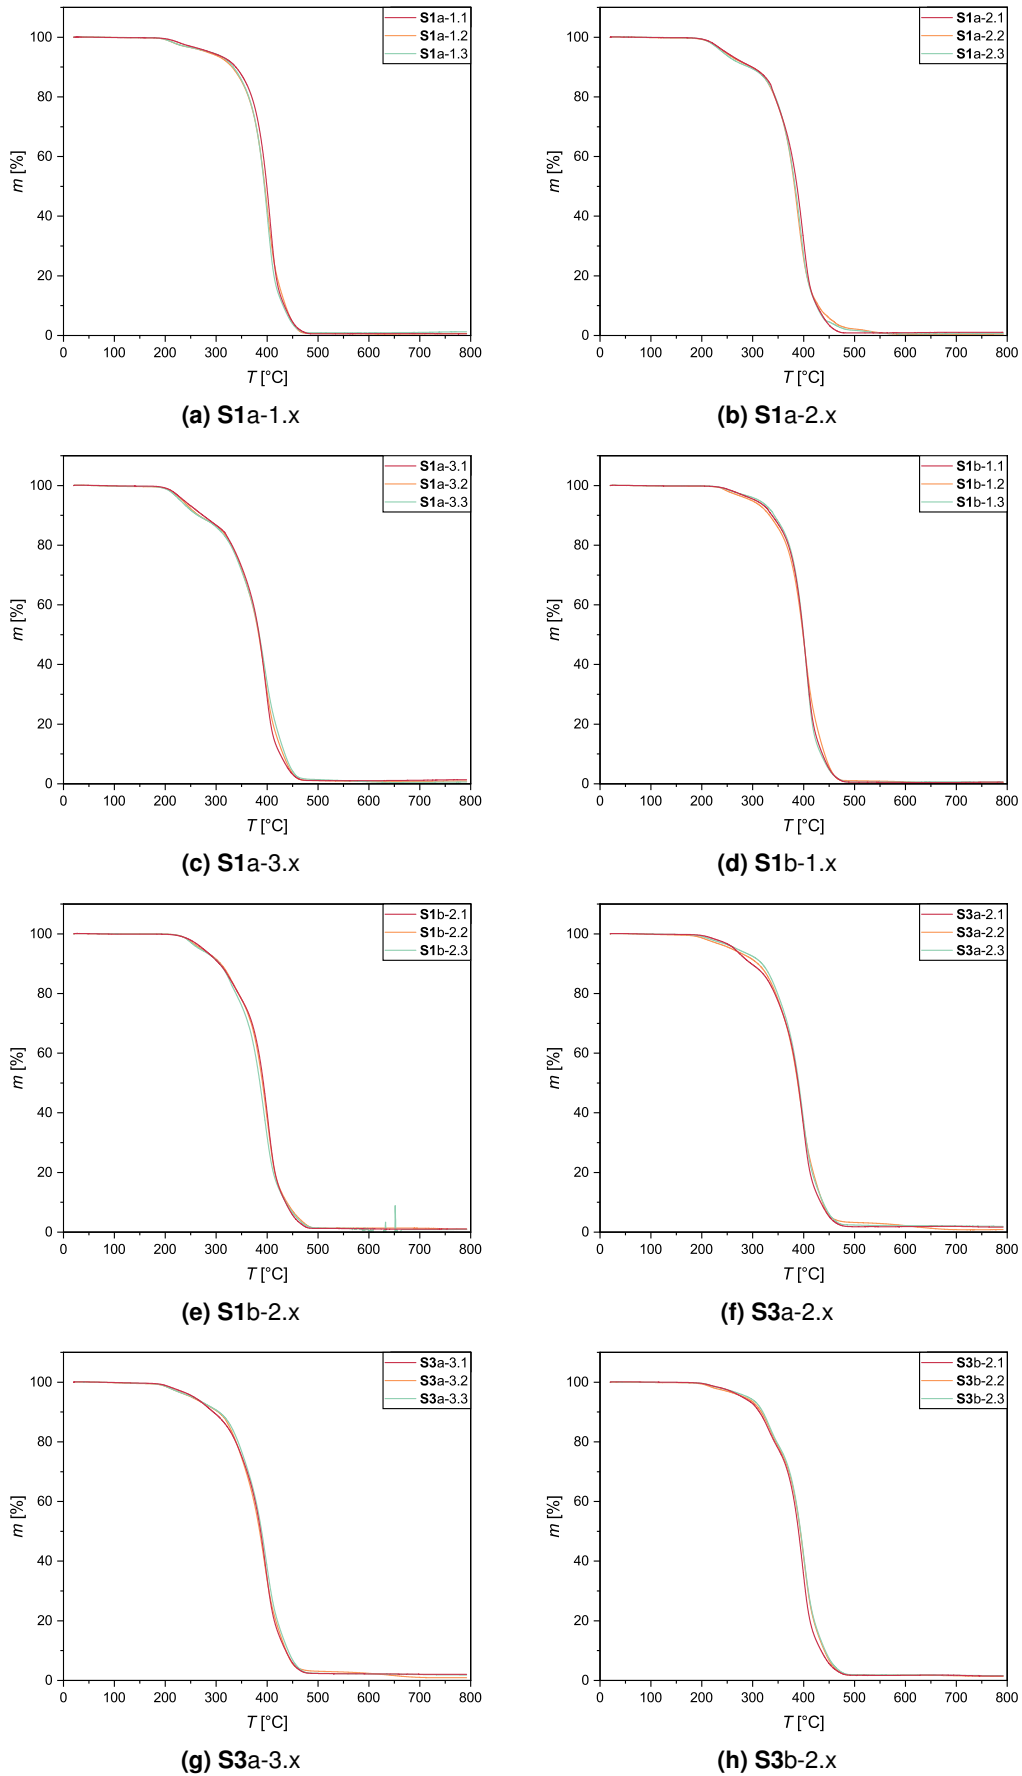 S1a-1.1
S1a-1.2
S1a-1.3
100
80
60
40
20
0
m [%]
0 100 200 300 400 500 600 700 800
T [°C]
(a) S1a-1.x
S1a-2.1
S1a-2.2
S1a-2.3
100
80
60
40
20
0
m [%]
0 100 200 300 400 500 600 700 800
T [°C]
(b) S1a-2.x
S1a-3.1
S1a-3.2
S1a-3.3
100
80
60
40
20
0
m [%]
0 100 200 300 400 500 600 700 800
T [°C]
(c) S1a-3.x
S1b-1.1
S1b-1.2
S1b-1.3
100
80
60
40
20
0
m [%]
0 100 200 300 400 500 600 700 800
T [°C]
(d) S1b-1.x
S1b-2.1
S1b-2.2
S1b-2.3
100
80
60
40
20
0
m [%]
0 100 200 300 400 500 600 700 800
T [°C]
(e) S1b-2.x
S3a-2.1
S3a-2.2
S3a-2.3
100
80
60
40
20
0
m [%]
0 100 200 300 400 500 600 700 800
T [°C]
(f) S3a-2.x
S3a-3.1
S3a-3.2
S3a-3.3
100
80
60
40
20
0
m [%]
0 100 200 300 400 500 600 700 800
T [°C]
(g) S3a-3.x
S3b-2.1
S3b-2.2
S3b-2.3
100
80
60
40
20
0
m [%]
0 100 200 300 400 500 600 700 800
T [°C]
(h) S3b-2.x